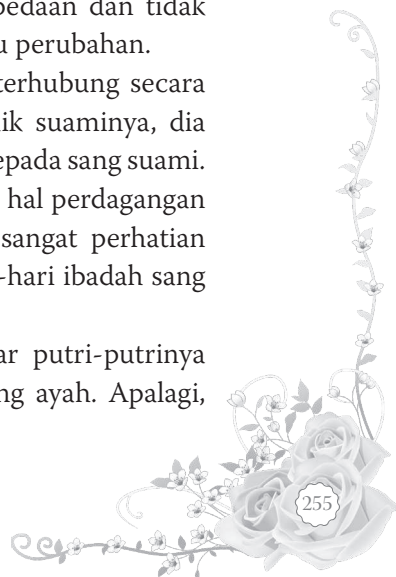 pedaan dan tidak
u perubahan.
terhubung secara
ik suaminya, dia
epada sang suami.
hal perdagangan
sangat perhatian
-hari ibadah sang
ar putri-putrinya
ng ayah. Apalagi,
255